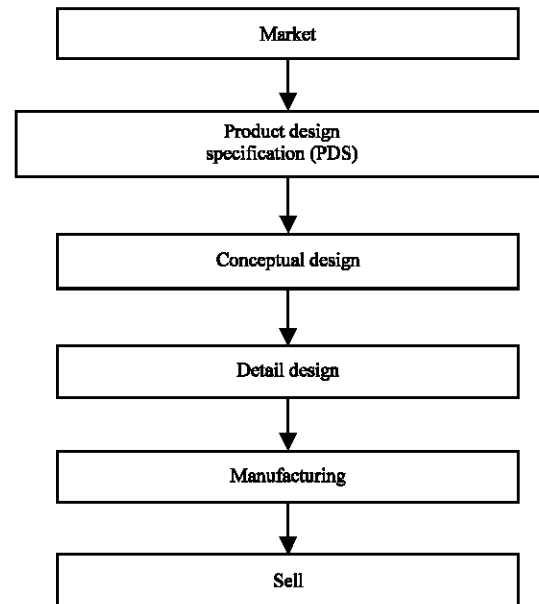 Market
Product design
specification (PDS)
Conceptual design
Detail design
Manufacturing
Sell